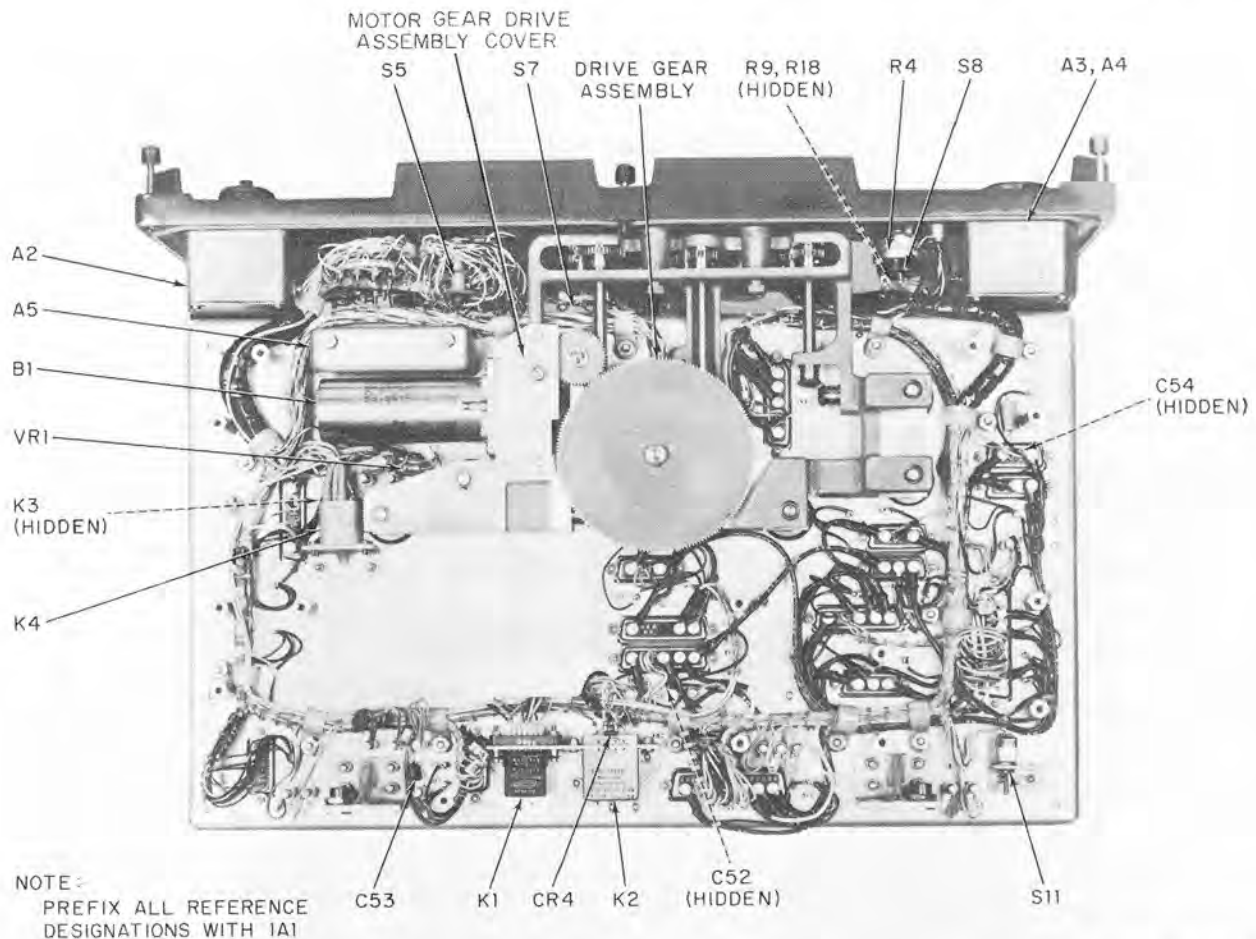 MOTOR GEAR DRIVE
ASSEMBLY COVER
S5
S7
DRIVE GEAR
ASSEMBLY
R9, R18
(HIDDEN)
R4
S8
A3, A4
A2
A5
B1
VR1
K3
(HIDDEN)
K4
C54
(HIDDEN)
C53
K1
CR4
K2
C52
(HIDDEN)
S11
NOTE:
PREFIX ALL REFERENCE
DESIGNATIONS WITH 1A1